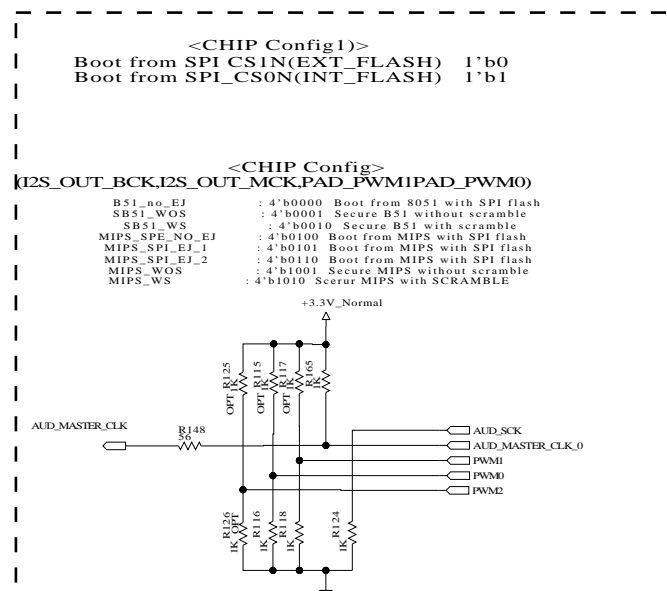 <CHIP Config1)>
Boot from SPI CS1N(EXT_FLASH) 1'b0
Boot from SPI_CS0N(INT_FLASH) 1'b1
<CHIP Config>
(I2S_OUT_BCK,I2S_OUT_MCK,PAD_PWM1PAD_PWM0)
B51_no_EJ : 4'b0000 Boot from 8051 with SPI flash
SB51_WOS : 4'b0001 Secure B51 without scramble
SB51_WS : 4'b0010 Secure B51 with scramble
MIPS_SPE_NO_EJ : 4'b0100 Boot from MIPS with SPI flash
MIPS_SPI_EJ_1 : 4'b0101 Boot from MIPS with SPI flash
MIPS_SPI_EJ_2 : 4'b0110 Boot from MIPS with SPI flash
MIPS_WOS : 4'b1001 Secure MIPS without scramble
MIPS_WS : 4'b1010 Scerur MIPS with SCRAMBLE
+3.3V_Normal
R125 1K OPT
R115 1K OPT
R117 1K OPT
R165 1K
AUD_MASTER_CLK
R148
56
AUD_SCK
AUD_MASTER_CLK_0
PWM1
PWM0
PWM2
R126 1K OPT
R116 1K
R118 1K
R124 1K